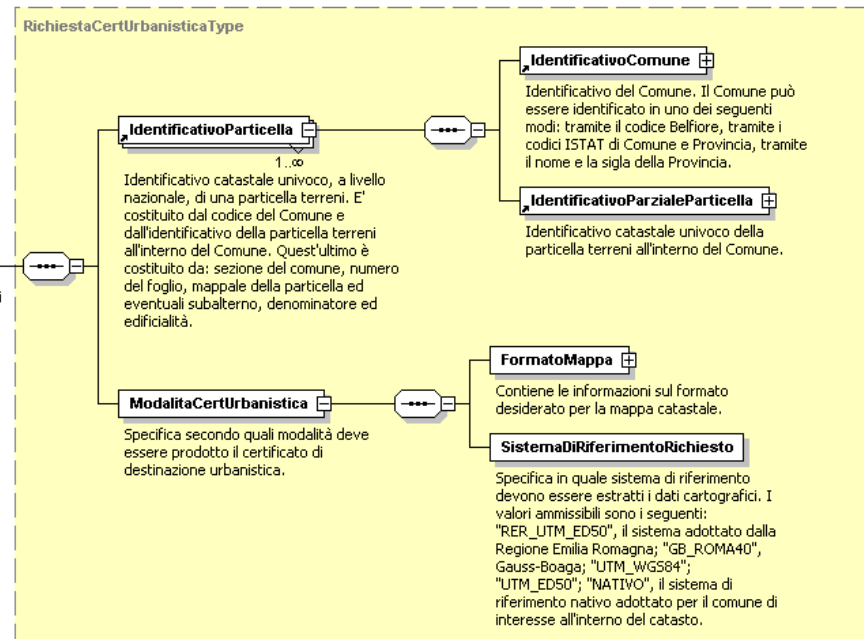 RichiestaCertUrbanisticaType
IdentificativoComune
Identificativo del Comune. Il Comune può
essere identificato in uno dei seguenti
modi: tramite il codice Belfiore, tramite i
codici ISTAT di Comune e Provincia, tramite
il nome e la sigla della Provincia.
IdentificativoParticella
1..∞
Identificativo catastale univoco, a livello
nazionale, di una particella terreni. E'
costituito dal codice del Comune e
dall'identificativo della particella terreni
all'interno del Comune. Quest'ultimo è
costituito da: sezione del comune, numero
del foglio, mappale della particella ed
eventuali subalterno, denominatore ed
edificialità.
IdentificativoParzialeParticella
Identificativo catastale univoco della
particella terreni all'interno del Comune.
i
ModalitaCertUrbanistica
Specifica secondo quali modalità deve
essere prodotto il certificato di
destinazione urbanistica.
FormatoMappa
Contiene le informazioni sul formato
desiderato per la mappa catastale.
SistemaDiRiferimentoRichiesto
Specifica in quale sistema di riferimento
devono essere estratti i dati cartografici. I
valori ammissibili sono i seguenti:
"RER_UTM_ED50", il sistema adottato dalla
Regione Emilia Romagna; "GB_ROMA40",
Gauss-Boaga; "UTM_WGS84";
"UTM_ED50"; "NATIVO", il sistema di
riferimento nativo adottato per il comune di
interesse all'interno del catasto.